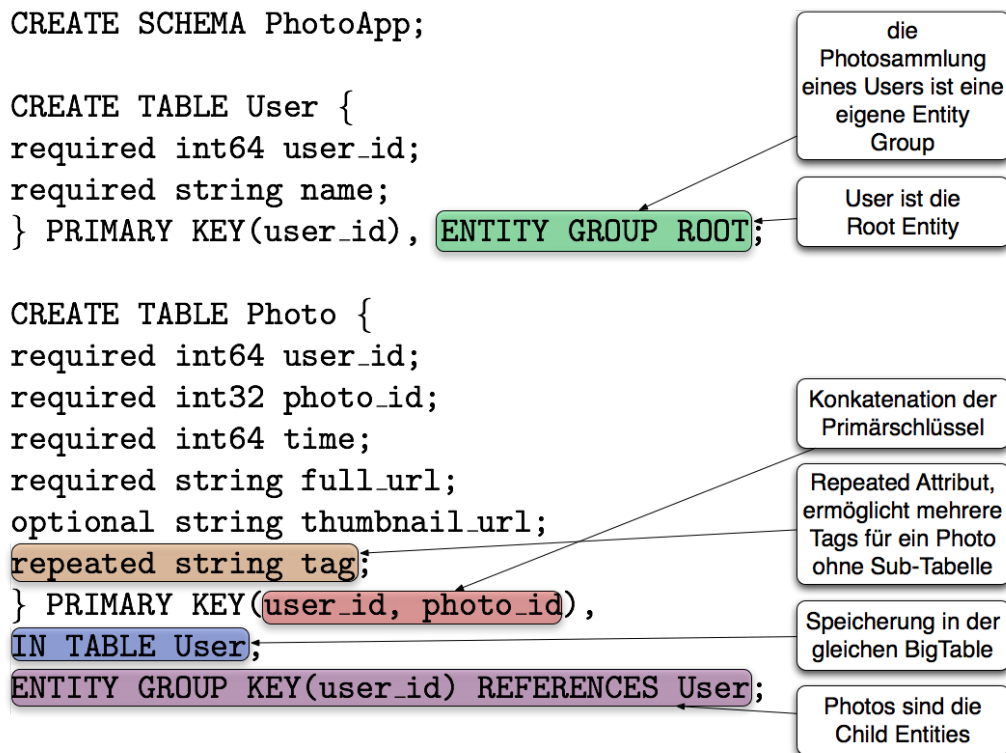 CREATE SCHEMA PhotoApp;
CREATE TABLE User {
required int64 user_id;
required string name;
} PRIMARY KEY(user_id), ENTITY GROUP ROOT;
CREATE TABLE Photo {
required int64 user_id;
required int32 photo_id;
required int64 time;
required string full_url;
optional string thumbnail_url;
repeated string tag;
} PRIMARY KEY(user_id, photo_id),
IN TABLE User;
ENTITY GROUP KEY(user_id) REFERENCES User;
die
Photosammlung
eines Users ist eine
eigene Entity
Group
User ist die
Root Entity
Konkatenation der
Primärschlüssel
Repeated Attribut,
ermöglicht mehrere
Tags für ein Photo
ohne Sub-Tabelle
Speicherung in der
gleichen BigTable
Photos sind die
Child Entities